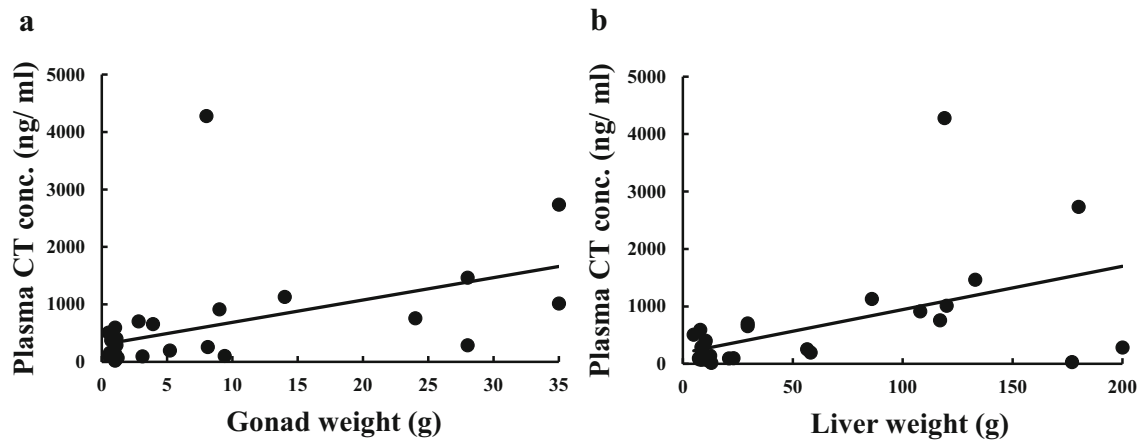 a
Plasma CT conc. (ng/ ml)
5000
4000
3000
2000
1000
0
0 5 10 15 20 25 30 35
Gonad weight (g)
b
Plasma CT conc. (ng/ ml)
5000
4000
3000
2000
1000
0
0 50 100 150 200
Liver weight (g)